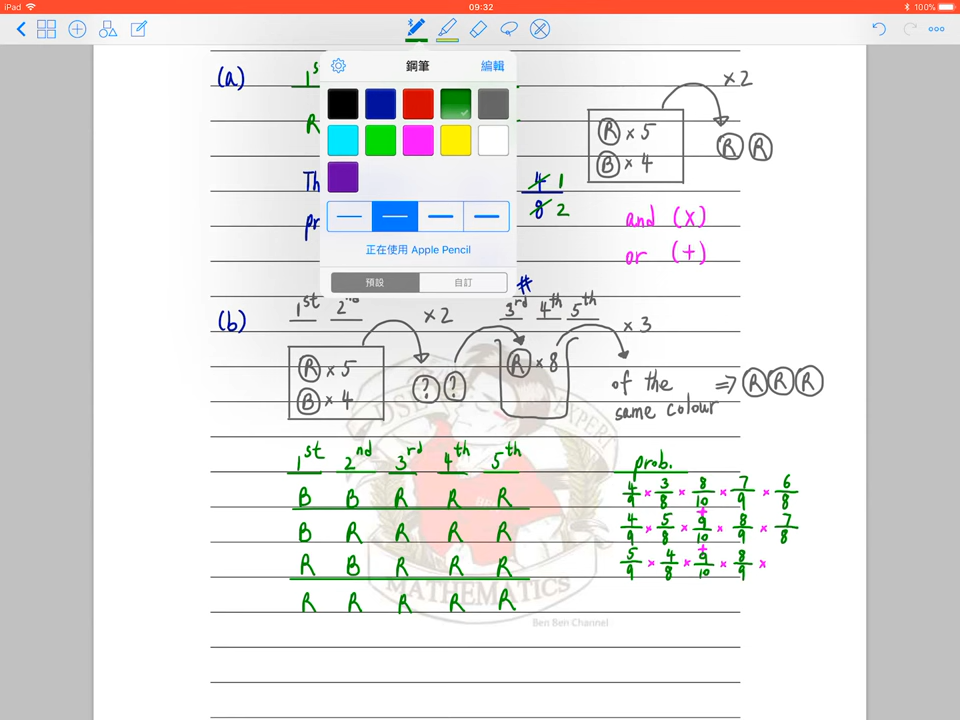 iPad 09:32 100%
鋼筆 編輯
正在使用 Apple Pencil
預設 自訂
(a) 1s
R
Th
pr
4 1
8 2
×2
R × 5
B × 4
R R
and (×)
or (+)
#
(b) 1st 2nd ×2 3rd 4th 5th ×3
R × 5
B × 4
? ?
R × 8
of the
same colour
⇒ R R R
1st 2nd 3rd 4th 5th prob.
B B R R R 4/9 × 3/8 × 8/10 × 7/9 × 6/8
+
B R R R R 4/9 × 5/8 × 9/10 × 8/9 × 7/8
+
R B R R R 5/9 × 4/8 × 9/10 × 8/9 ×
R R R R R
DSE EXPERT
MATHEMATICS
Ben Ben Channel